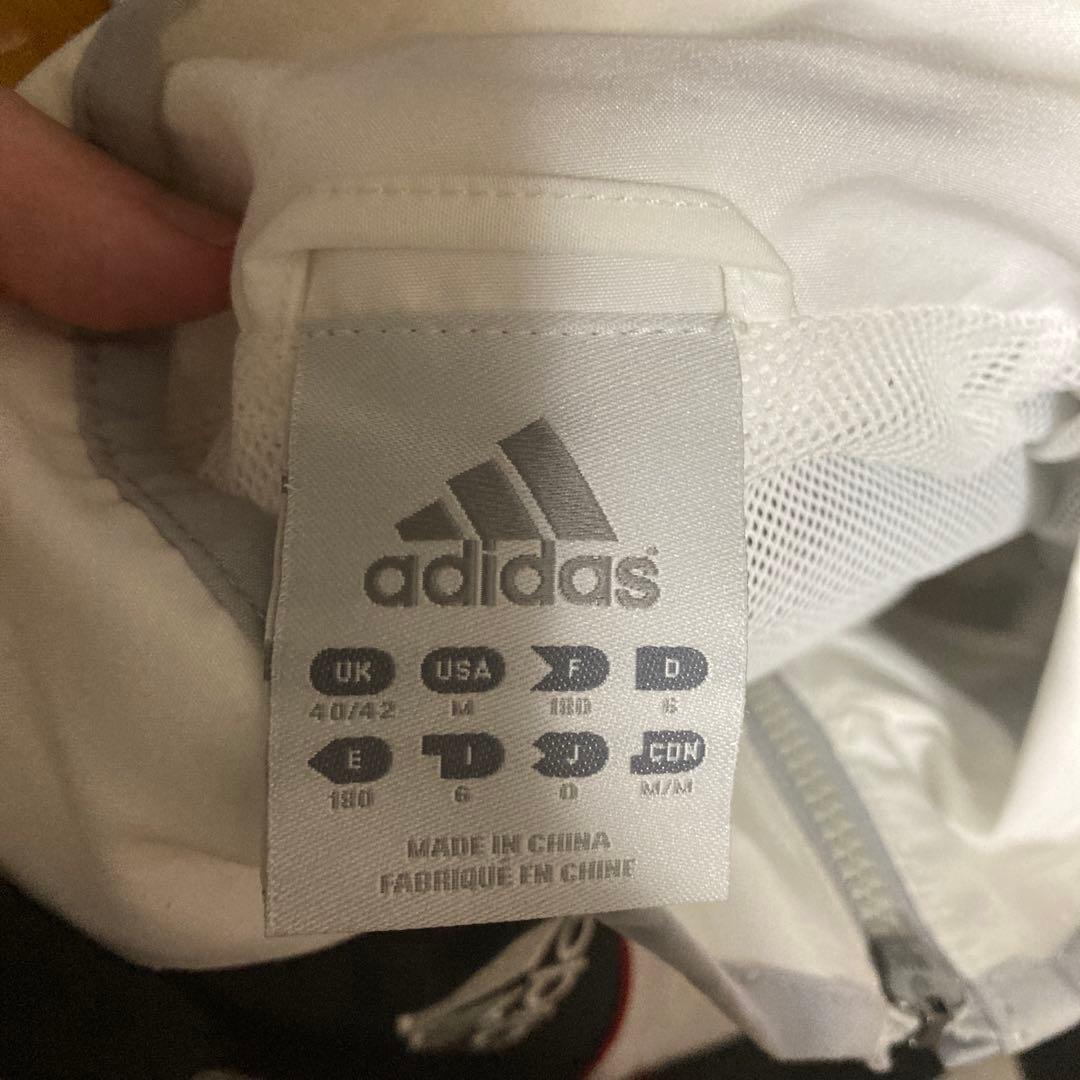 adidas
UK USA F D
40/42 M 180 6
E I J CON
180 6 O M/M
MADE IN CHINA
FABRIQUÉ EN CHINE